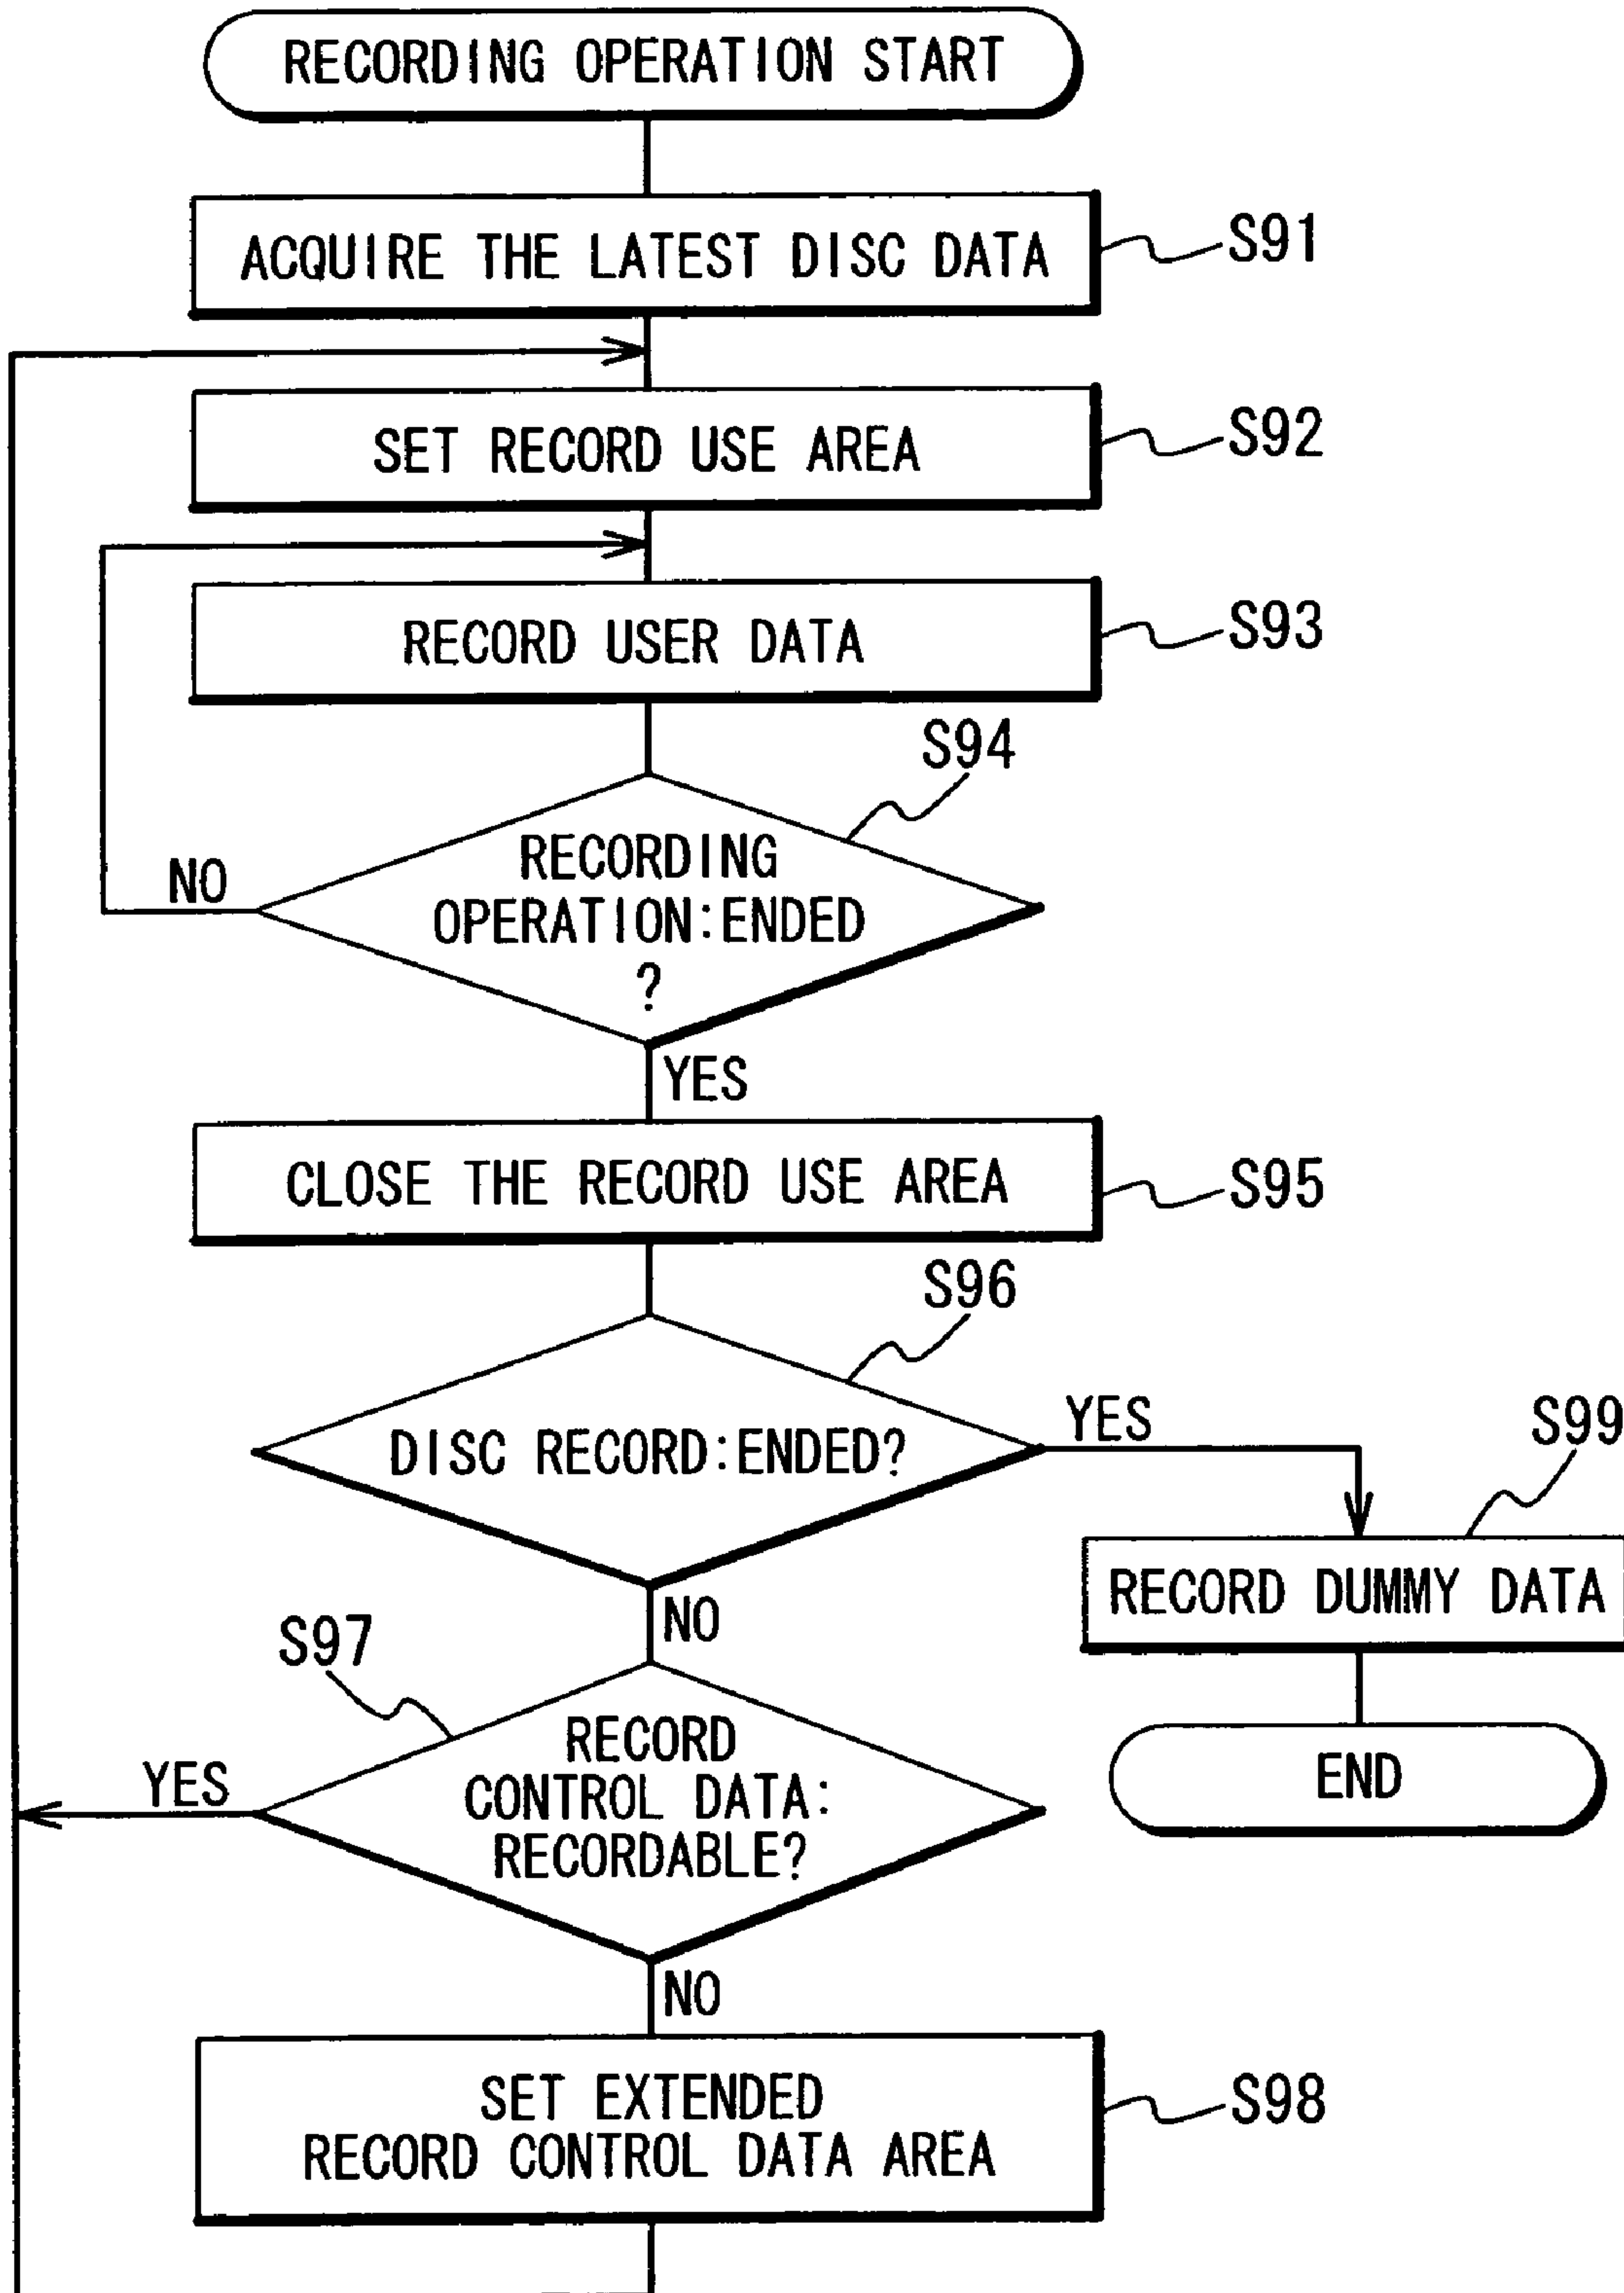 RECORDING OPERATION START
ACQUIRE THE LATEST DISC DATA
S91
SET RECORD USE AREA
S92
RECORD USER DATA
S93
S94
RECORDING
OPERATION:ENDED
?
NO
YES
CLOSE THE RECORD USE AREA
S95
S96
DISC RECORD:ENDED?
YES
S99
RECORD DUMMY DATA
NO
END
S97
RECORD
CONTROL DATA:
RECORDABLE?
YES
NO
SET EXTENDED
RECORD CONTROL DATA AREA
S98